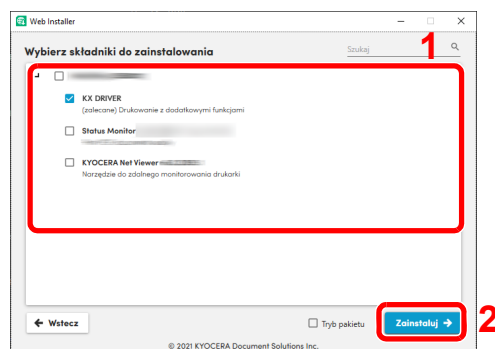 Web Installer
Wybierz składniki do zainstalowania
Szukaj
1
KX DRIVER
(zalecane) Drukowanie z dodatkowymi funkcjami
Status Monitor
KYOCERA Net Viewer
Narzędzie do zdalnego monitorowania drukarki
Wstecz
Tryb pakietu
Zainstaluj
2
© 2021 KYOCERA Document Solutions Inc.